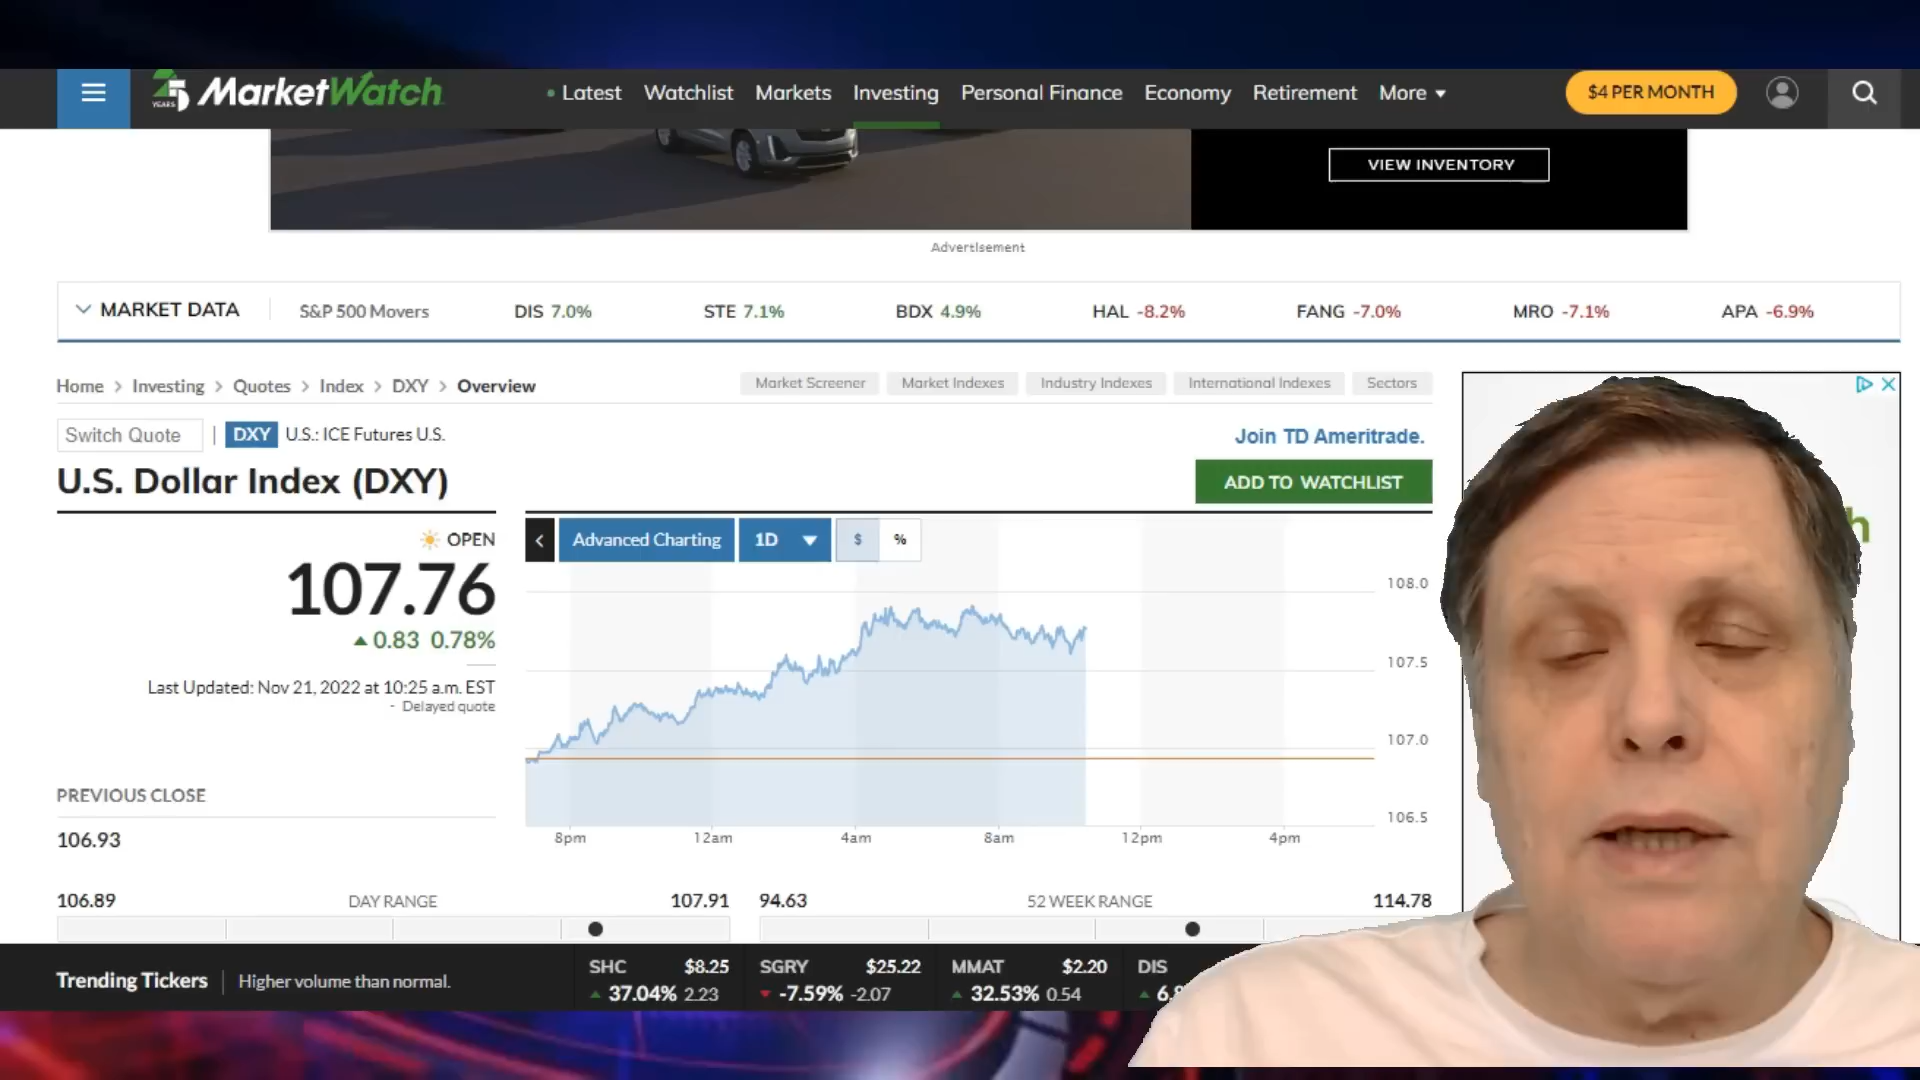 25 YEARS MarketWatch
• Latest Watchlist Markets Investing Personal Finance Economy Retirement More
$4 PER MONTH
VIEW INVENTORY
Advertisement
MARKET DATA S&P 500 Movers DIS 7.0% STE 7.1% BDX 4.9% HAL -8.2% FANG -7.0% MRO -7.1% APA -6.9%
Home > Investing > Quotes > Index > DXY > Overview
Market Screener Market Indexes Industry Indexes International Indexes Sectors
Switch Quote | DXY U.S.: ICE Futures U.S.
Join TD Ameritrade.
U.S. Dollar Index (DXY)
ADD TO WATCHLIST
OPEN
107.76
0.83 0.78%
Last Updated: Nov 21, 2022 at 10:25 a.m. EST
- Delayed quote
PREVIOUS CLOSE
106.93
Advanced Charting 1D $ %
108.0
107.5
107.0
106.5
8pm 12am 4am 8am 12pm 4pm
106.89 DAY RANGE 107.91
94.63 52 WEEK RANGE 114.78
h
Trending Tickers Higher volume than normal.
SHC $8.25
37.04% 2.23
SGRY $25.22
-7.59% -2.07
MMAT $2.20
32.53% 0.54
DIS